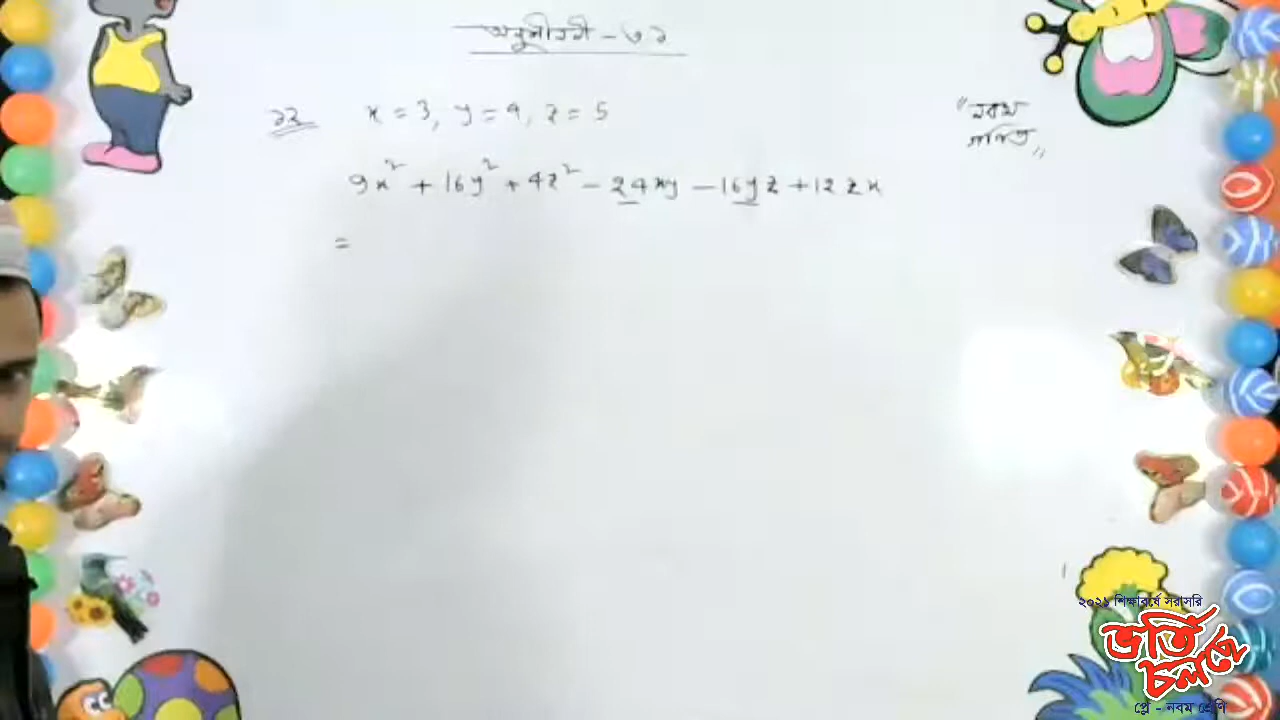 অনুশীলনী - ৩.১
১২ x = 3, y = 4, z = 5
"নবম
গণিত"
9x² + 16y² + 4z² - 24xy - 16yz + 12zx
=
২০২১ শিক্ষাবর্ষে সরাসরি
ভর্তি
চলছে
প্লে - নবম শ্রেণি